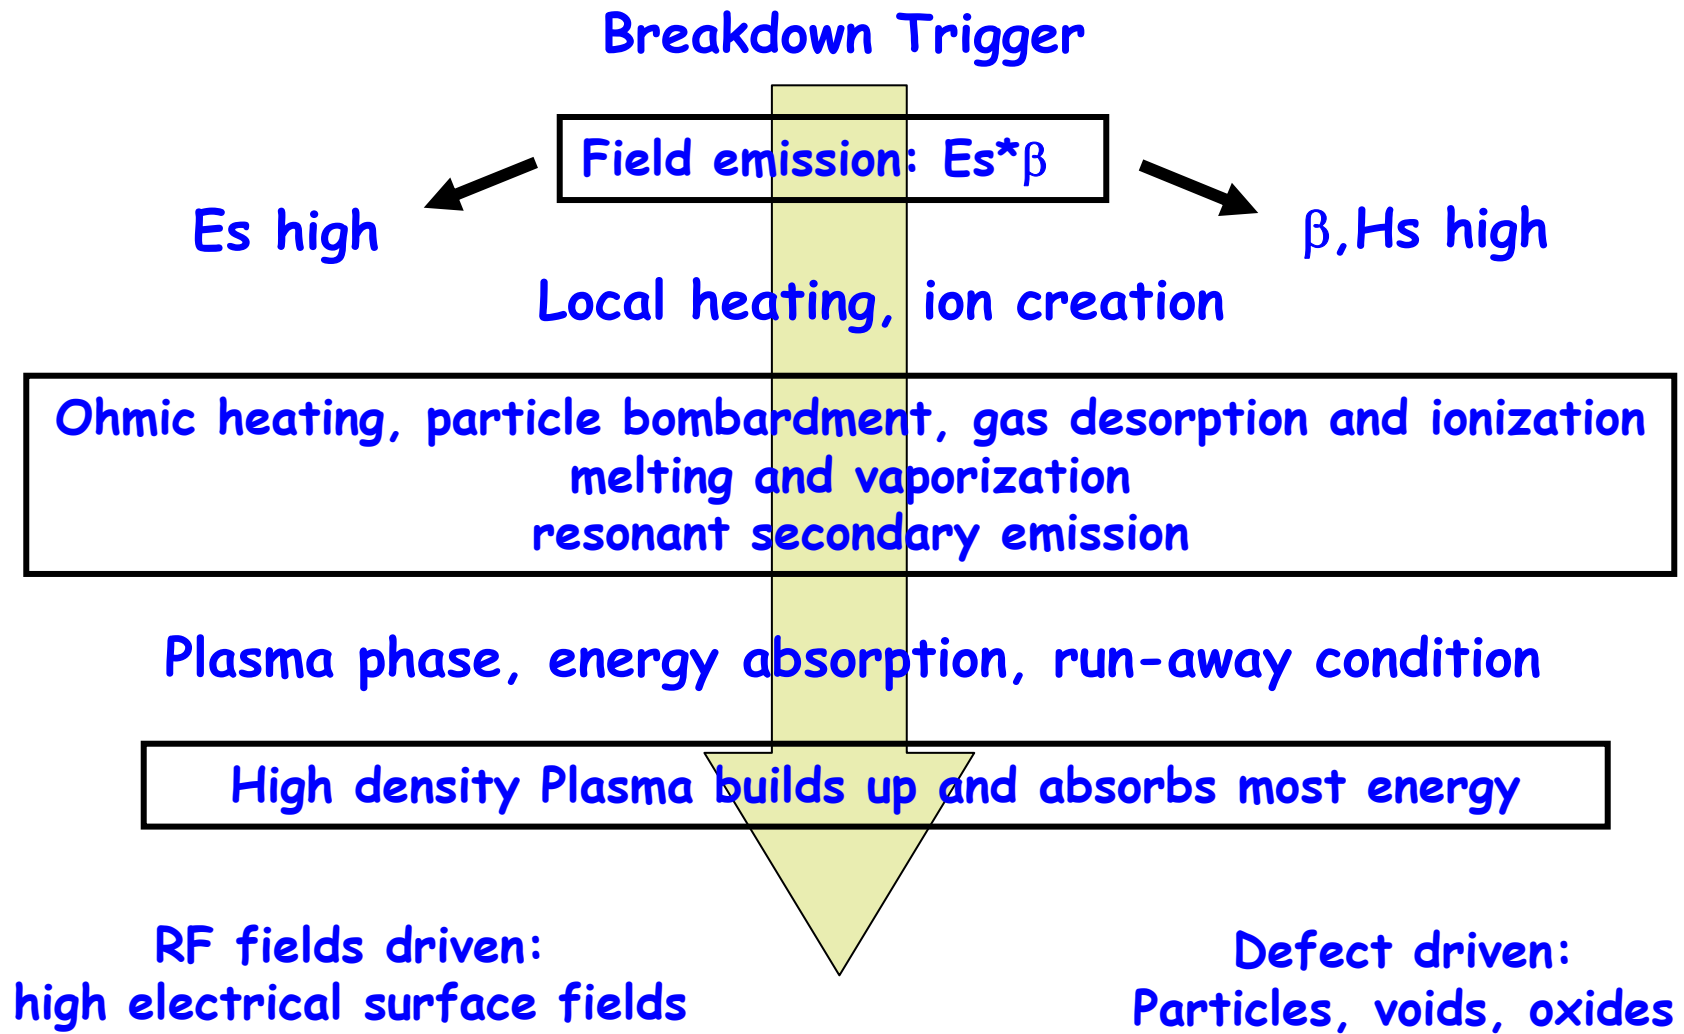 Breakdown Trigger
Field emission: Es*β
Es high
β,Hs high
Local heating, ion creation
Ohmic heating, particle bombardment, gas desorption and ionization
melting and vaporization
resonant secondary emission
Plasma phase, energy absorption, run-away condition
High density Plasma builds up and absorbs most energy
RF fields driven:
high electrical surface fields
Defect driven:
Particles, voids, oxides